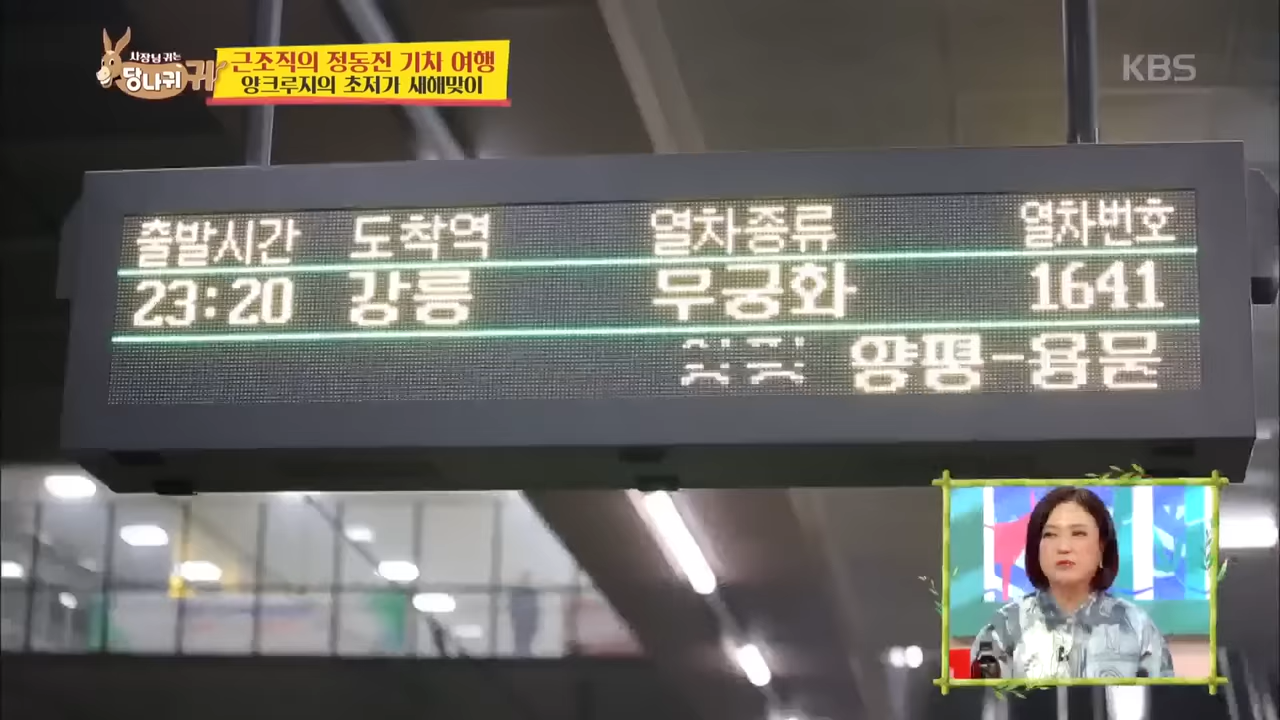 사장님 귀는
당나귀 귀
근조직의 정동진 기차 여행
양크루지의 초저가 새해맞이
KBS
출발시간 도착역 열차종류 열차번호
23:20 강릉 무궁화 1641
양평-용문